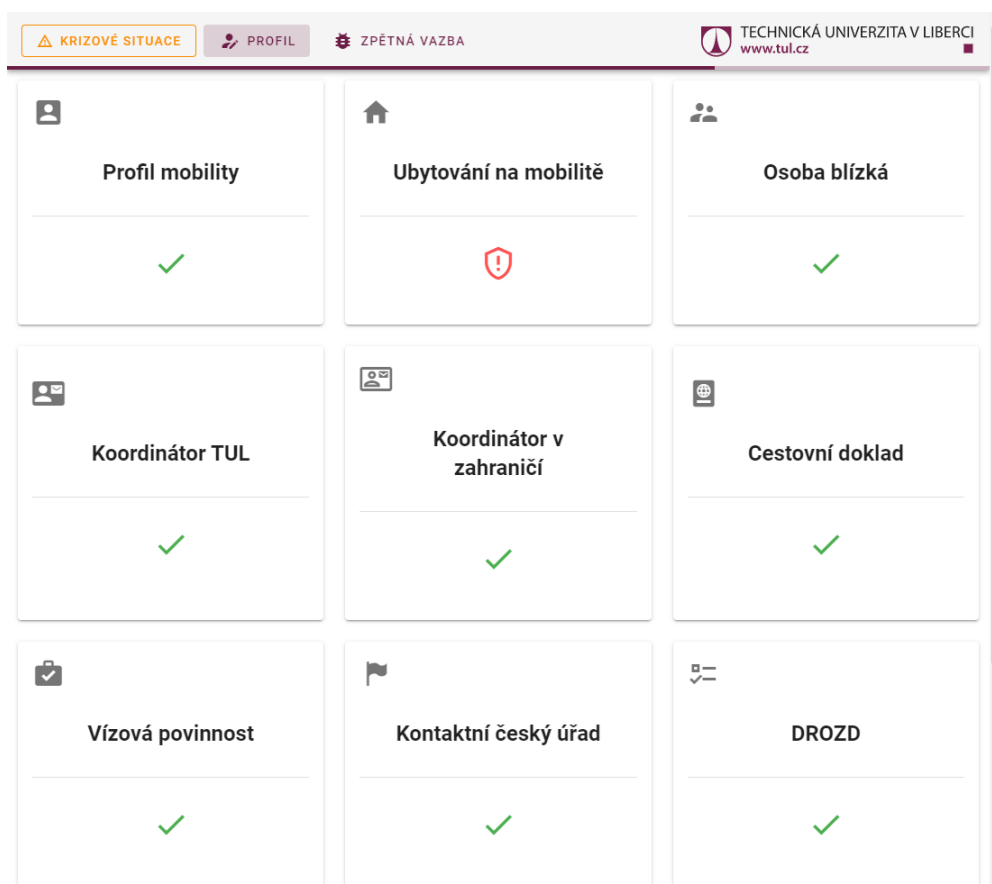 KRIZOVÉ SITUACE
PROFIL
ZPĚTNÁ VAZBA
TECHNICKÁ UNIVERZITA V LIBERCI
www.tul.cz
Profil mobility
Ubytování na mobilitě
Osoba blízká
Koordinátor TUL
Koordinátor v
zahraničí
Cestovní doklad
Vízová povinnost
Kontaktní český úřad
DROZD